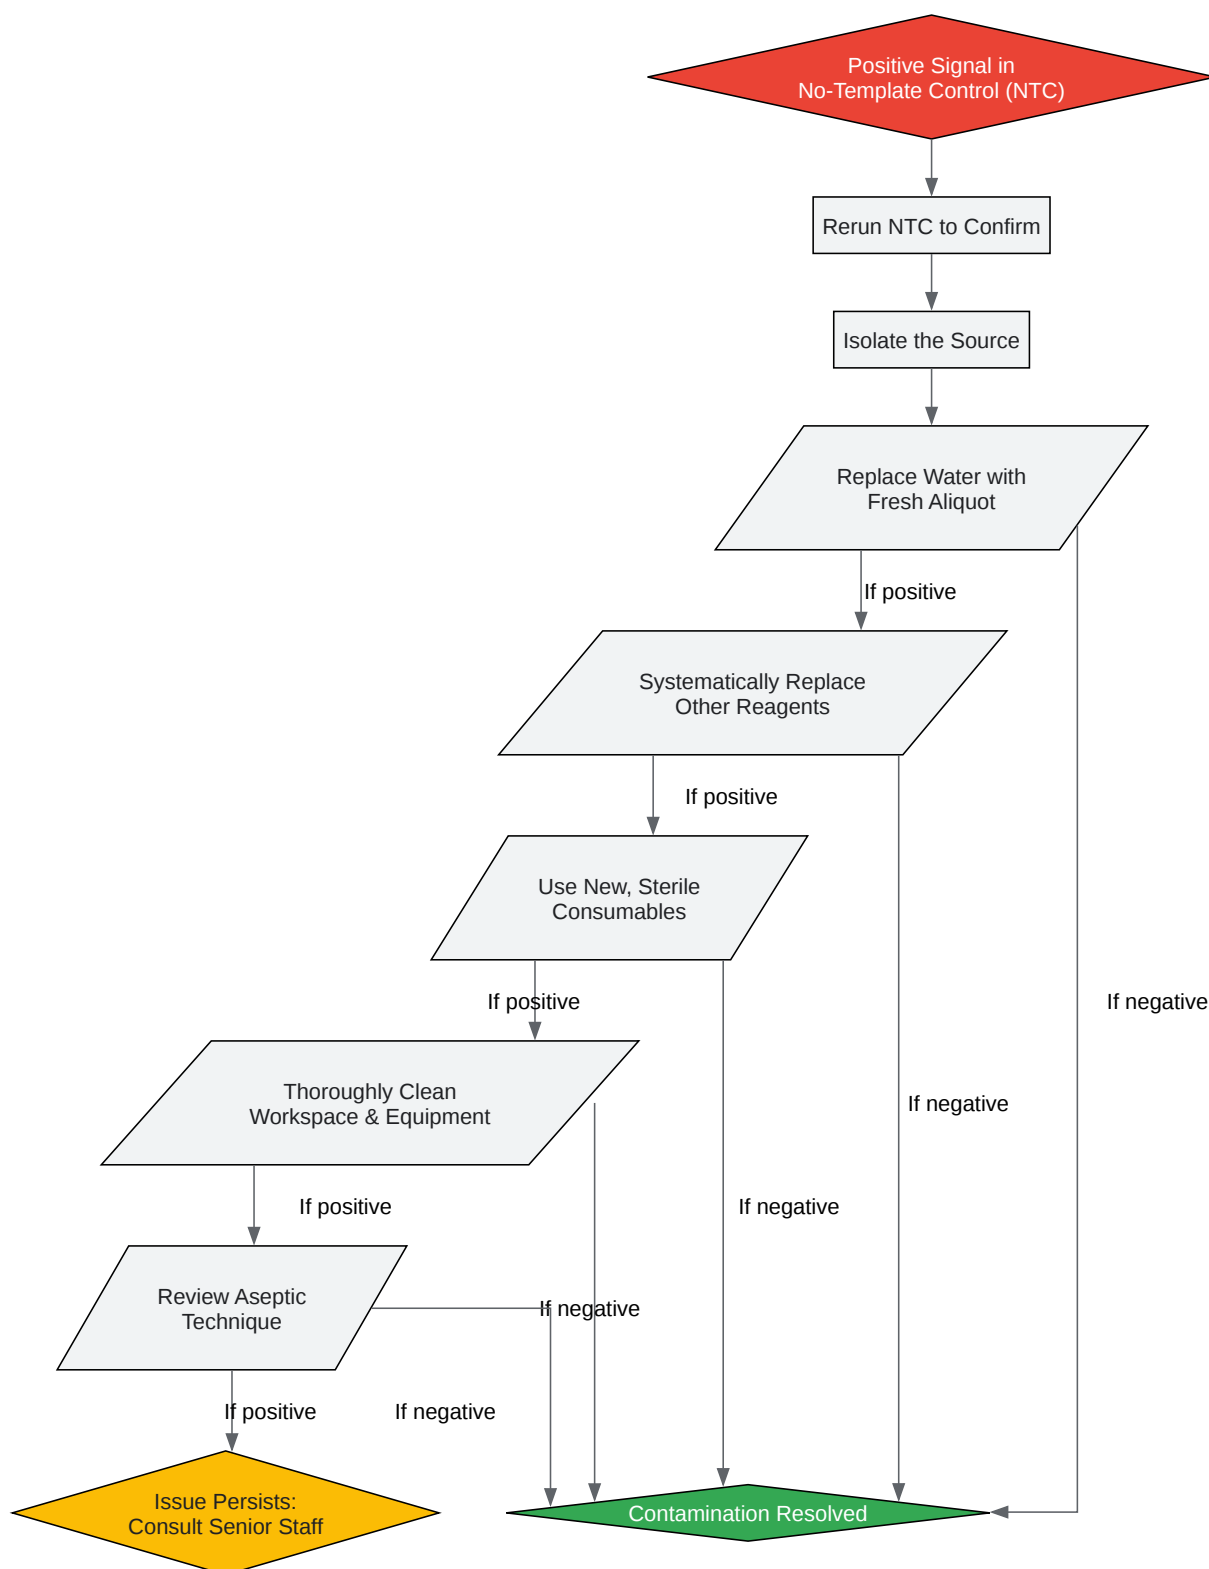 Positive Signal in
No-Template Control (NTC)
Rerun NTC to Confirm
Isolate the Source
Replace Water with
Fresh Aliquot
If positive
Systematically Replace
Other Reagents
If positive
Use New, Sterile
Consumables
If positive
If negative
Thoroughly Clean
Workspace & Equipment
If negative
If positive
If negative
Review Aseptic
Technique
If negative
If positive
If negative
Issue Persists:
Consult Senior Staff
Contamination Resolved